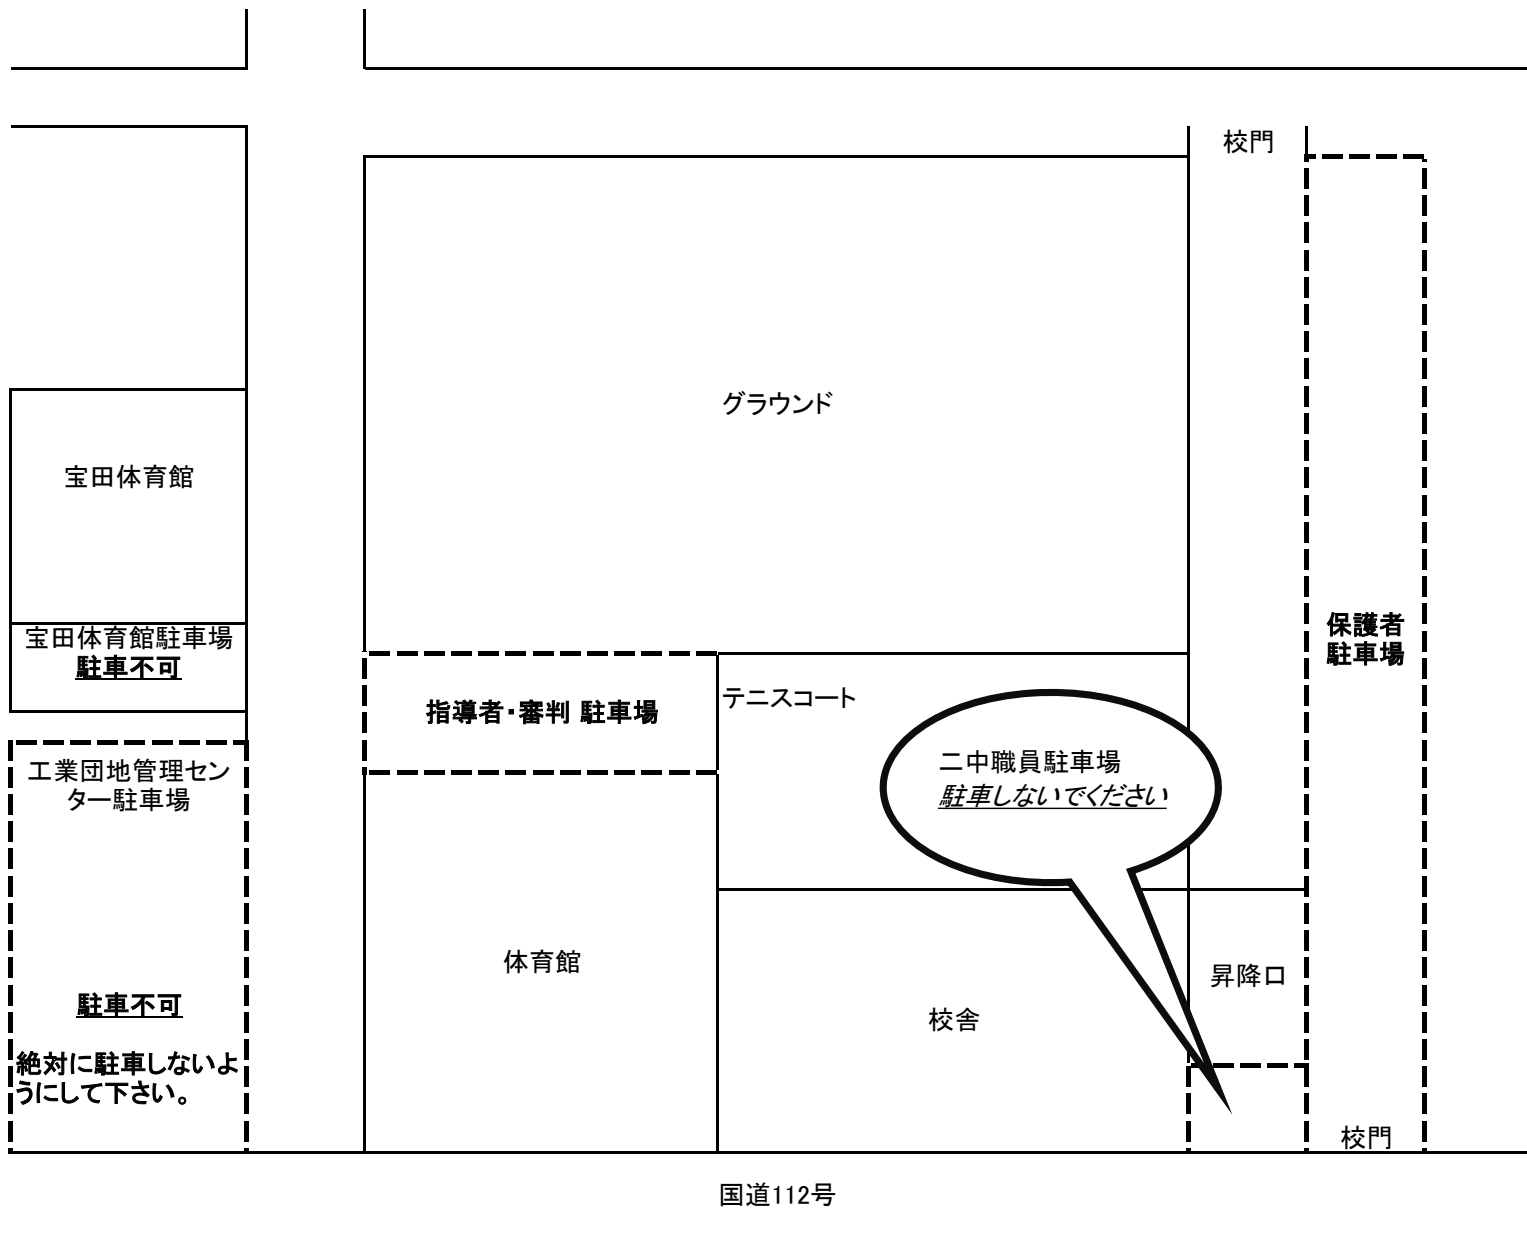 校門
グラウンド
宝田体育館
宝田体育館駐車場
駐車不可
保護者
駐車場
指導者・審判 駐車場
テニスコート
二中職員駐車場
駐車しないでください
工業団地管理セン
ター駐車場
体育館
昇降口
校舎
駐車不可
絶対に駐車しないよ
うにして下さい。
校門
国道112号